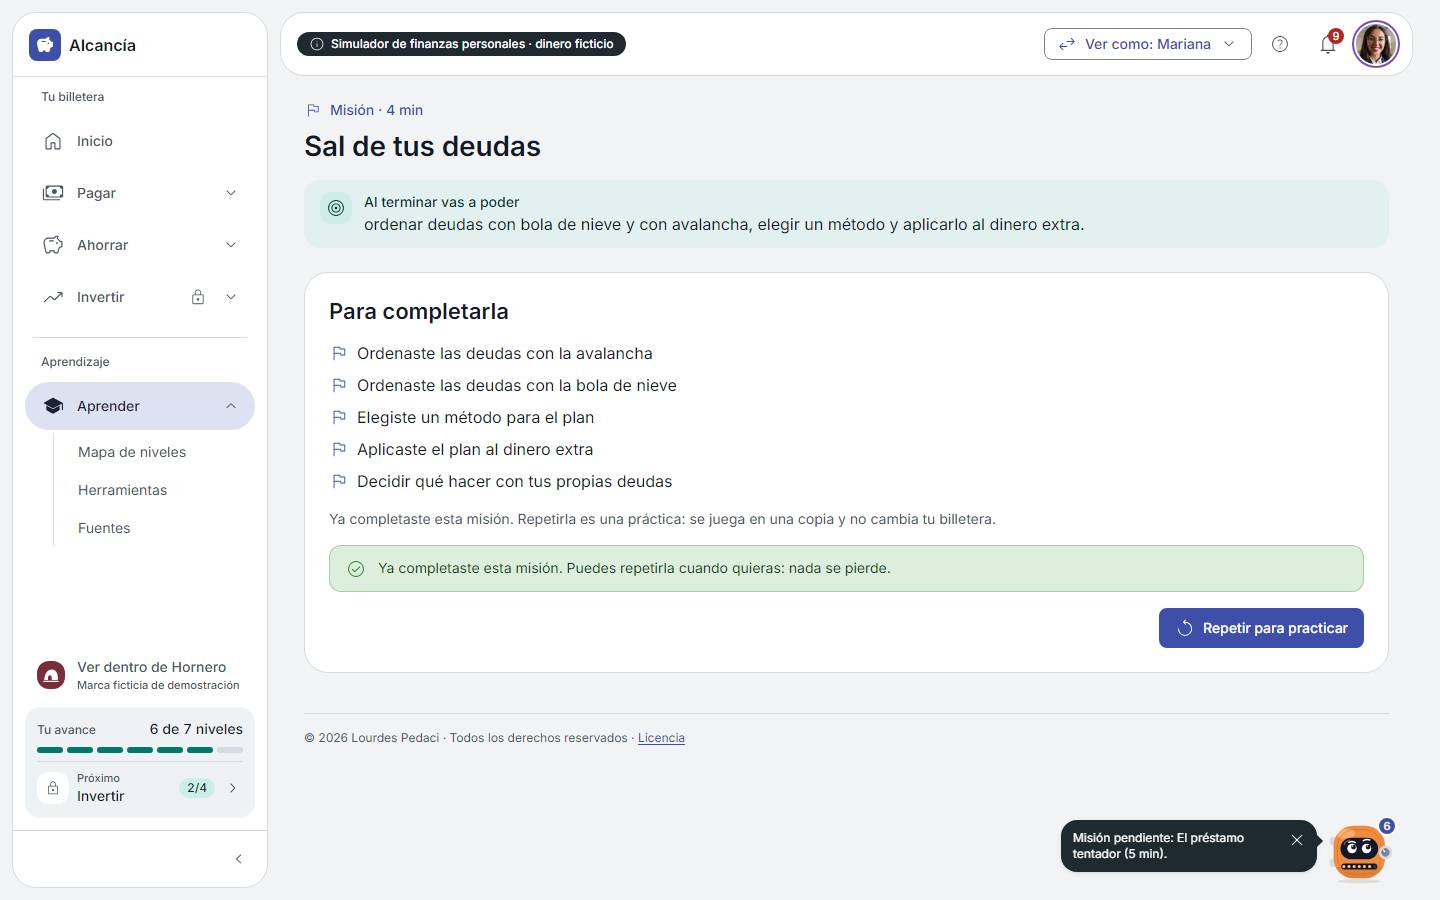 Alcancía
Tu billetera
Inicio
Pagar
Ahorrar
Invertir
Aprendizaje
Aprender
Mapa de niveles
Herramientas
Fuentes
Ver dentro de Hornero
Marca ficticia de demostración
Tu avance
6 de 7 niveles
Próximo
Invertir
2/4
Simulador de finanzas personales · dinero ficticio
Ver como: Mariana
9
Misión · 4 min
Sal de tus deudas
Al terminar vas a poder
ordenar deudas con bola de nieve y con avalancha, elegir un método y aplicarlo al dinero extra.
Para completarla
Ordenaste las deudas con la avalancha
Ordenaste las deudas con la bola de nieve
Elegiste un método para el plan
Aplicaste el plan al dinero extra
Decidir qué hacer con tus propias deudas
Ya completaste esta misión. Repetirla es una práctica: se juega en una copia y no cambia tu billetera.
Ya completaste esta misión. Puedes repetirla cuando quieras: nada se pierde.
Repetir para practicar
© 2026 Lourdes Pedaci · Todos los derechos reservados · Licencia
Misión pendiente: El préstamo
tentador (5 min).
6